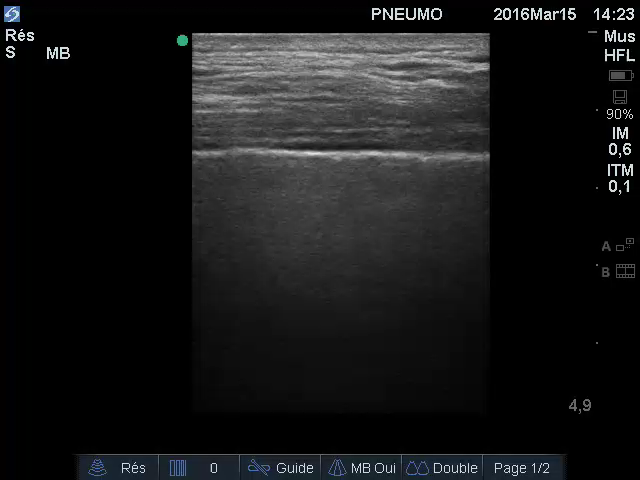 PNEUMO 2016Mar15 14:23
Rés
S MB
Mus
HFL
90%
IM
0,6
ITM
0,1
A
B
4,9
Rés 0 Guide MB Oui Double Page 1/2